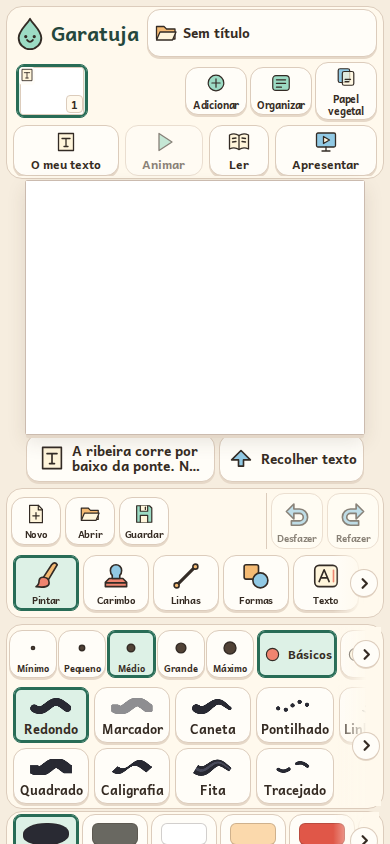 Garatuja
Sem título
T
1
Adicionar
Organizar
Papel
vegetal
T
O meu texto
Animar
Ler
Apresentar
T
A ribeira corre por
baixo da ponte. N...
Recolher texto
Novo
Abrir
Guardar
Desfazer
Refazer
Pintar
Carimbo
Linhas
Formas
A
Texto
Mínimo
Pequeno
Médio
Grande
Máximo
Básicos
Redondo
Marcador
Caneta
Pontilhado
Quadrado
Caligrafia
Fita
Tracejado